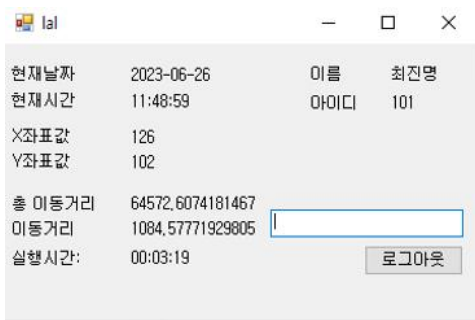 lal
현재날짜 2023-06-26 이름 최진명
현재시간 11:48:59 아이디 101
X좌표값 126
Y좌표값 102
총 이동거리 64572,6074181467
이동거리 1084,57771929805
실행시간: 00:03:19 로그아웃